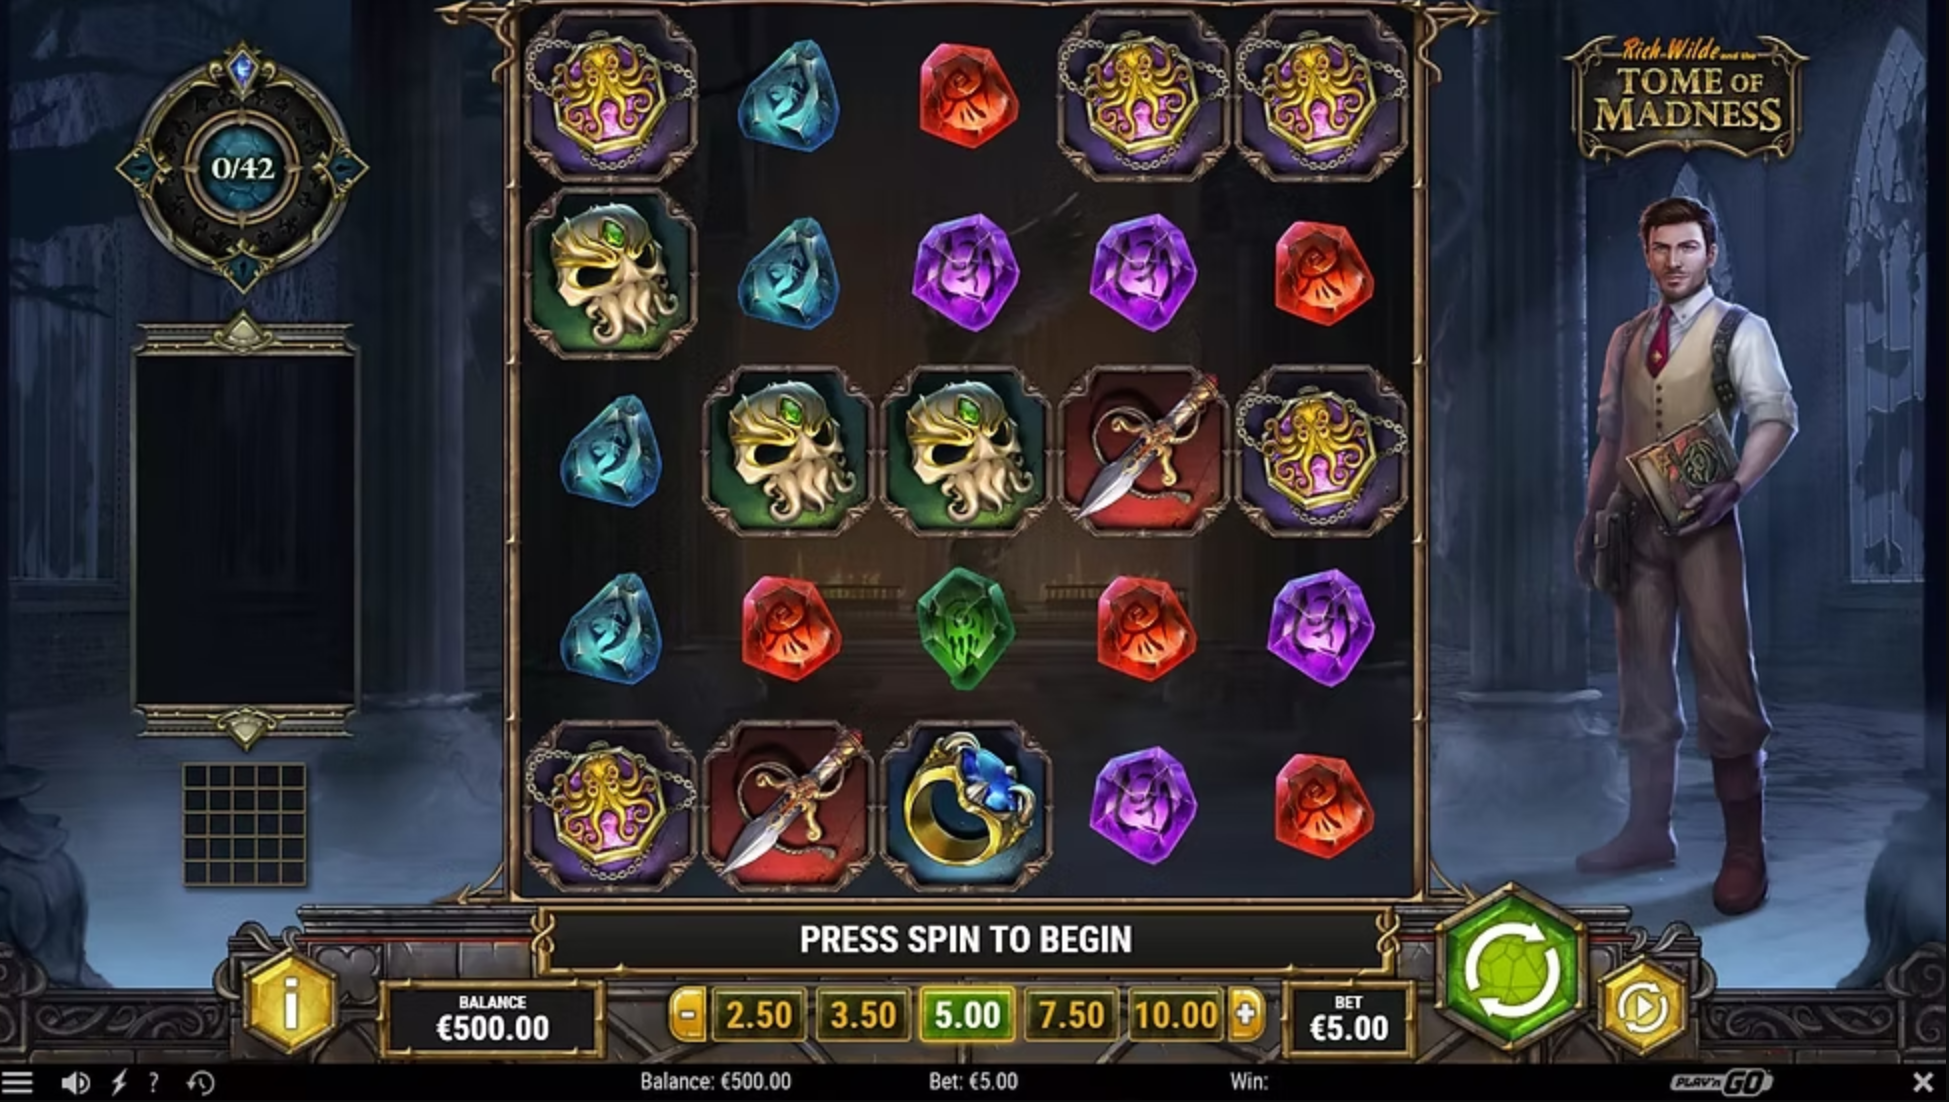 Rich Wilde and the
TOME OF
MADNESS
0/42
PRESS SPIN TO BEGIN
i
BALANCE
€500.00
- 2.50 3.50 5.00 7.50 10.00 +
BET
€5.00
? Balance: €500.00 Bet: €5.00 Win: PLAY'n GO X